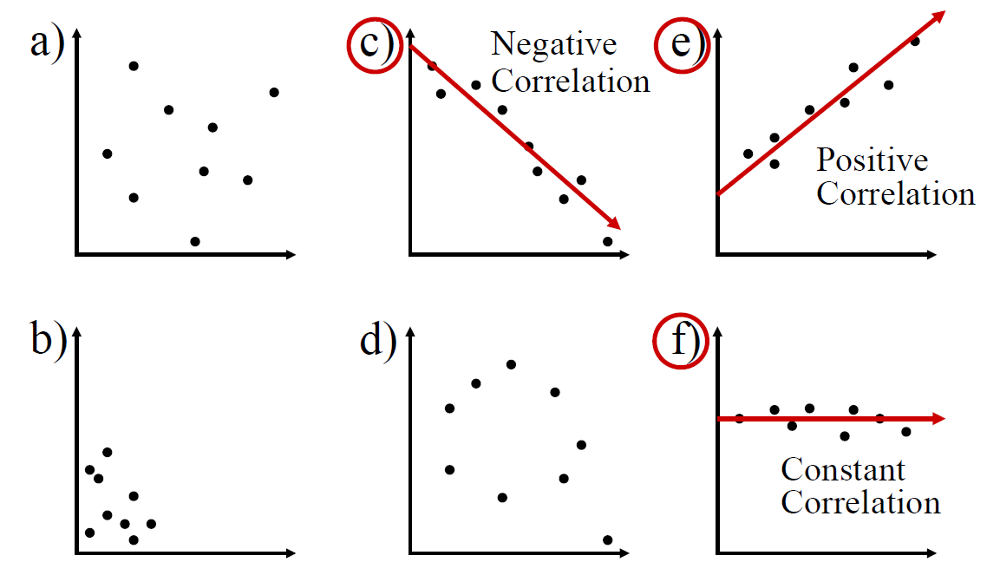 a)
c)
Negative
Correlation
e)
Positive
Correlation
b)
d)
f)
Constant
Correlation